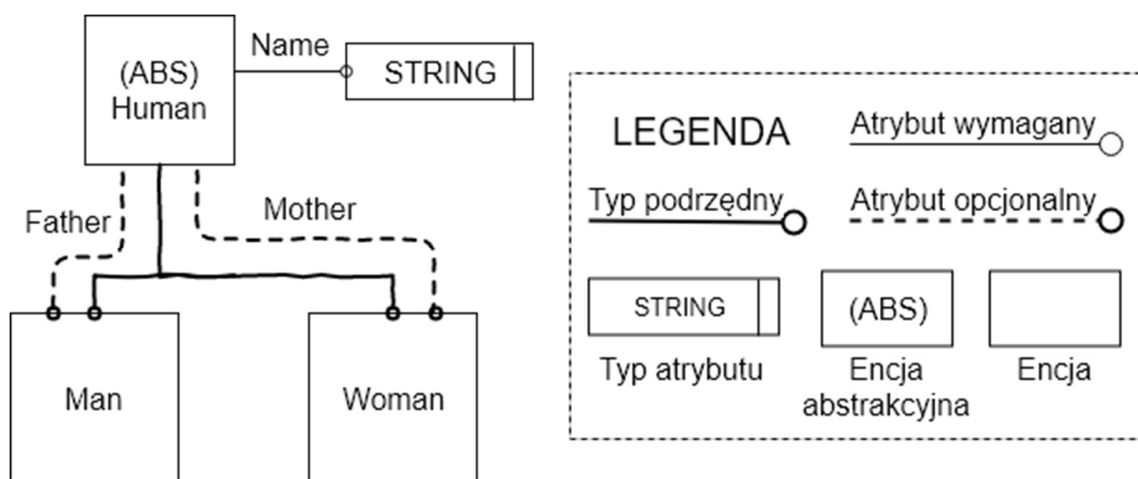 (ABS)
Human
Name
STRING
Father
Mother
Man
Woman
LEGENDA
Atrybut wymagany
Typ podrzędny
Atrybut opcjonalny
STRING
(ABS)
Typ atrybutu
Encja
abstrakcyjna
Encja